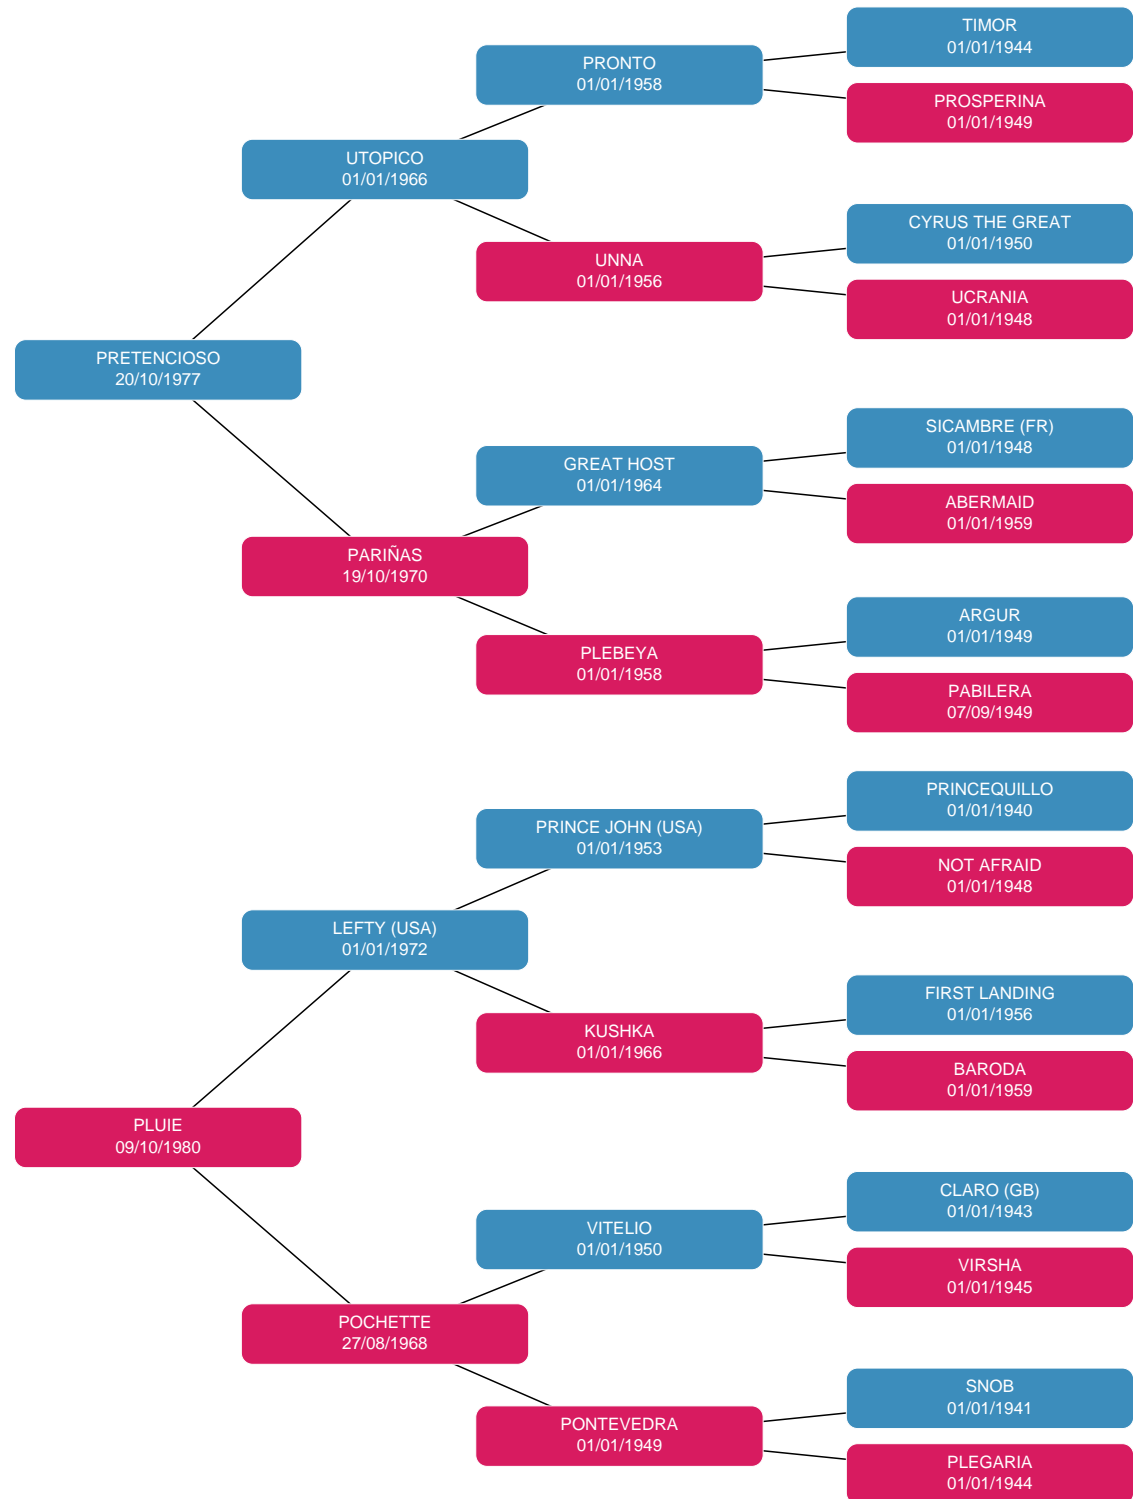 TIMOR
01/01/1944
PRONTO
01/01/1958
PROSPERINA
01/01/1949
UTOPICO
01/01/1966
CYRUS THE GREAT
01/01/1950
UNNA
01/01/1956
UCRANIA
01/01/1948
PRETENCIOSO
20/10/1977
SICAMBRE (FR)
01/01/1948
GREAT HOST
01/01/1964
ABERMAID
01/01/1959
PARIÑAS
19/10/1970
ARGUR
01/01/1949
PLEBEYA
01/01/1958
PABILERA
07/09/1949
PRINCEQUILLO
01/01/1940
PRINCE JOHN (USA)
01/01/1953
NOT AFRAID
01/01/1948
LEFTY (USA)
01/01/1972
FIRST LANDING
01/01/1956
KUSHKA
01/01/1966
BARODA
01/01/1959
PLUIE
09/10/1980
CLARO (GB)
01/01/1943
VITELIO
01/01/1950
VIRSHA
01/01/1945
POCHETTE
27/08/1968
SNOB
01/01/1941
PONTEVEDRA
01/01/1949
PLEGARIA
01/01/1944